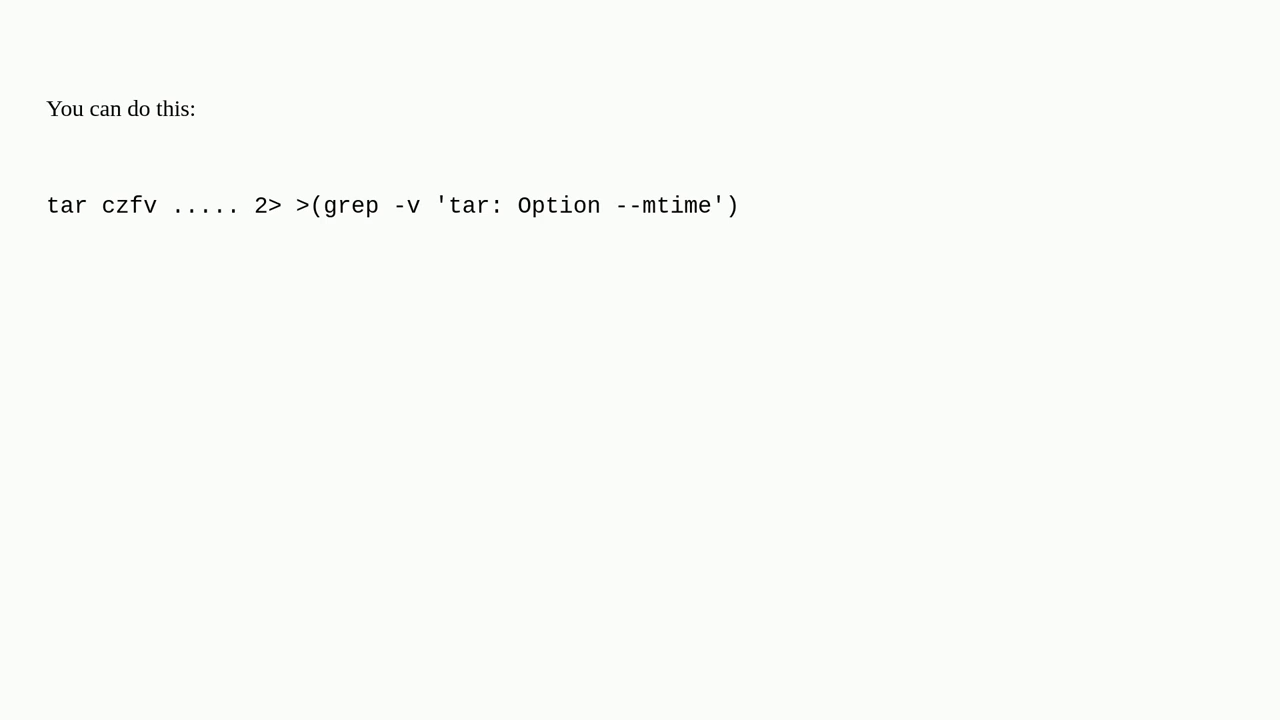 You can do this:
tar czfv ..... 2> >(grep -v 'tar: Option --mtime')